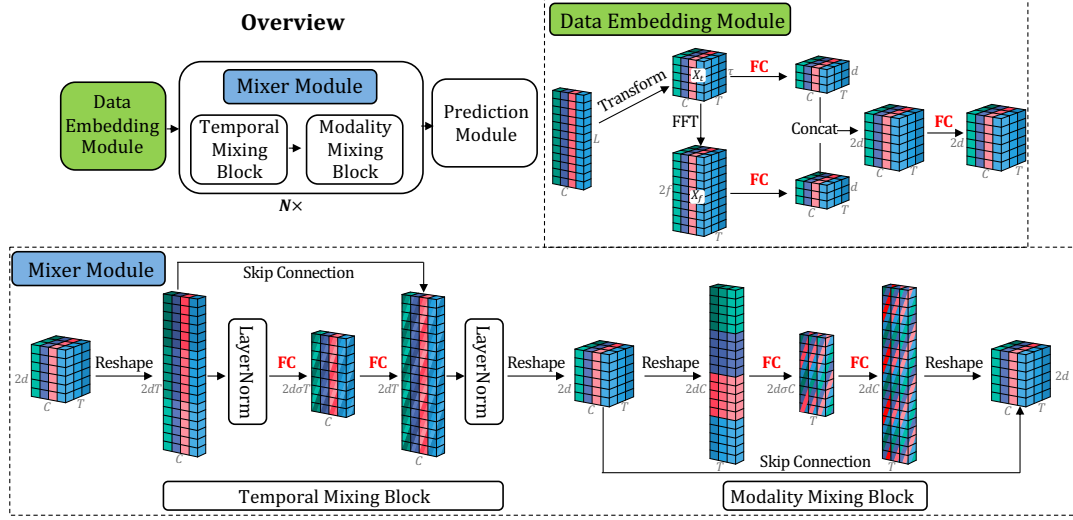 Overview
Data
Embedding
Module
Mixer Module
Temporal
Mixing
Block
Modality
Mixing
Block
N×
Prediction
Module
Data Embedding Module
L
C
Transform
X_t
τ
C
T
FFT
2f
X_f
C
T
FC
d
C
T
FC
d
C
T
Concat
2d
C
T
FC
2d
C
T
Mixer Module
Skip Connection
2d
C
T
Reshape
2dT
C
LayerNorm
FC
2dσT
C
FC
2dT
C
LayerNorm
Reshape
2d
C
T
Reshape
2dC
T
FC
2dσC
T
FC
2dC
T
Reshape
2d
C
T
Skip Connection
Temporal Mixing Block
Modality Mixing Block